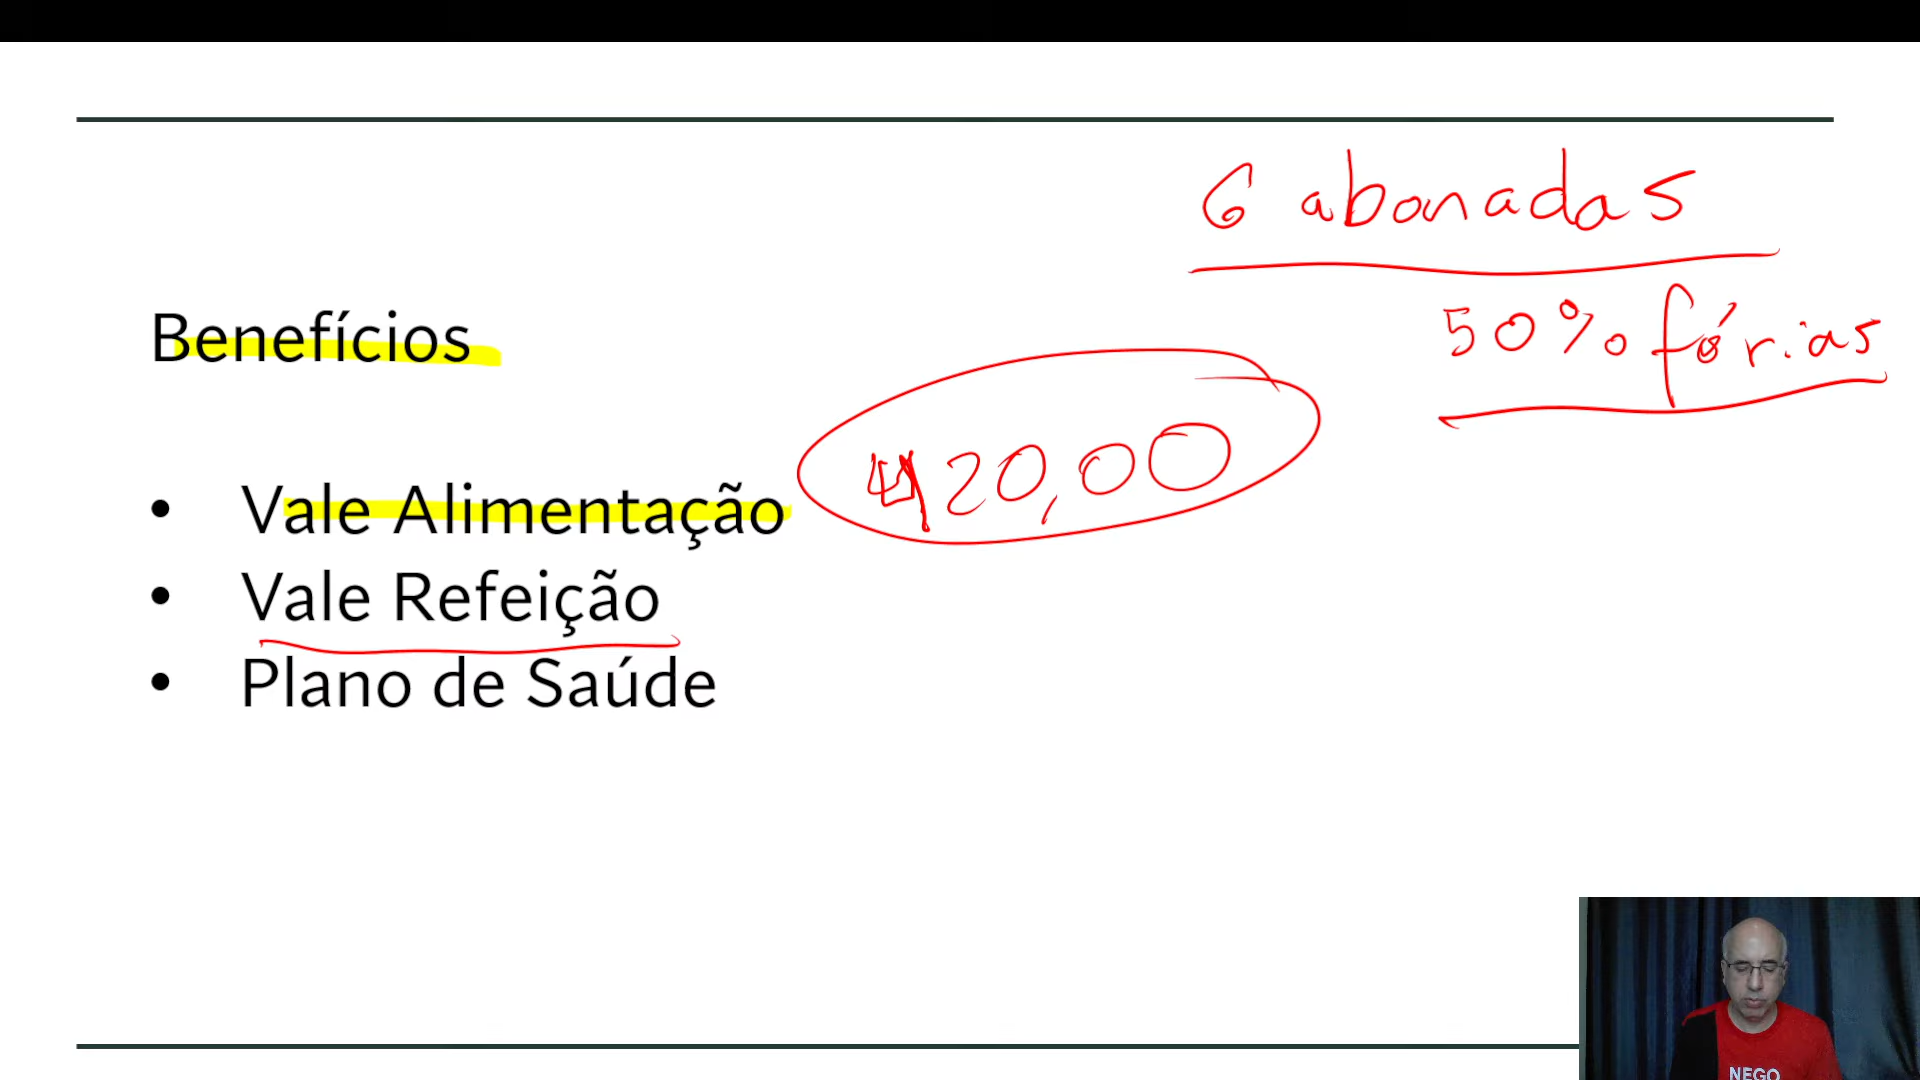 6 abonadas
50% férias
Benefícios
420,00
• Vale Alimentação
• Vale Refeição
• Plano de Saúde
NEGO